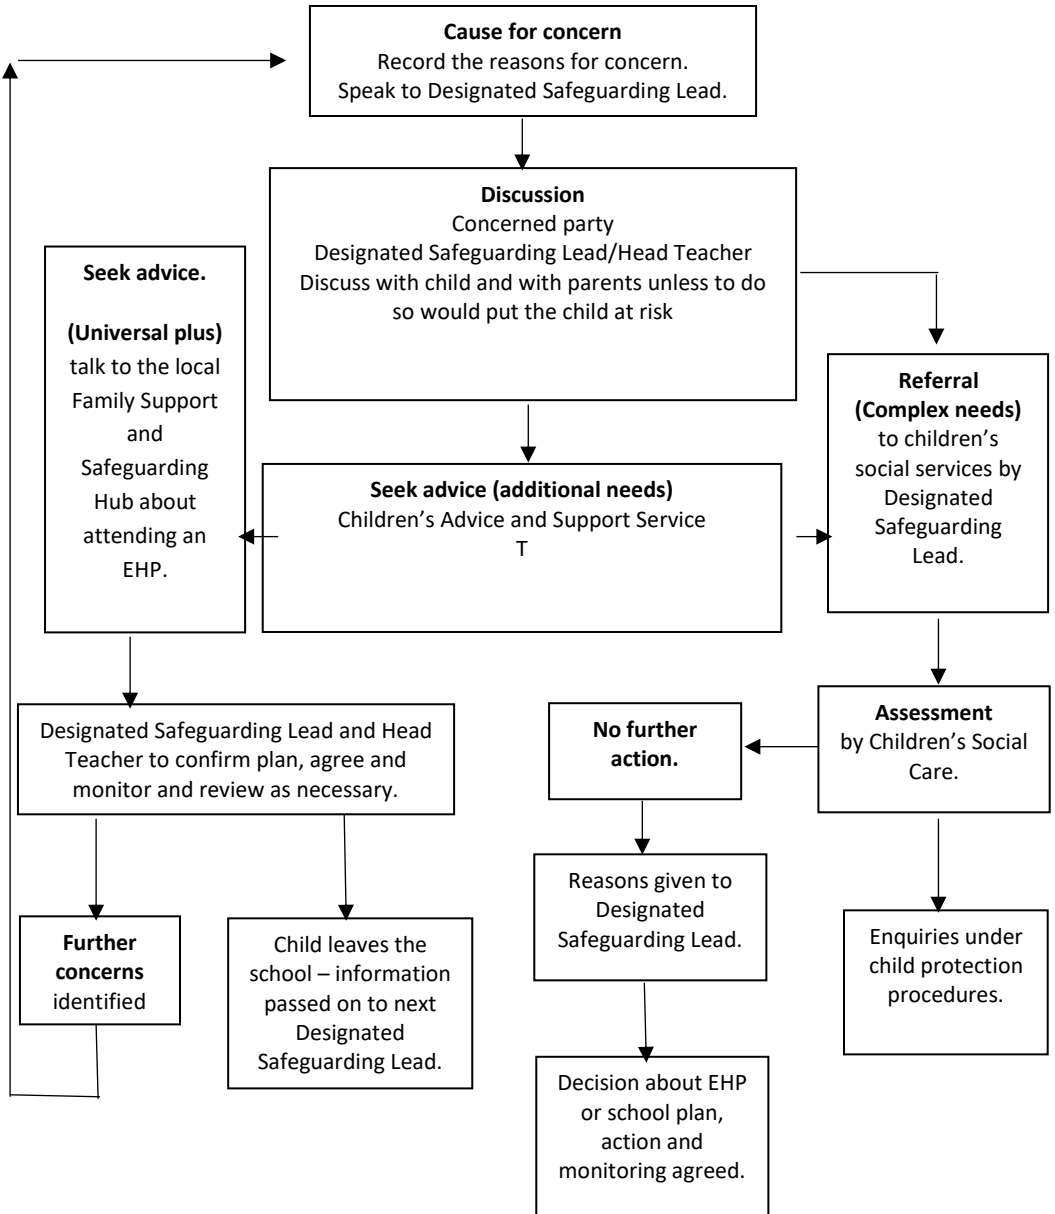 Cause for concern
Record the reasons for concern.
Speak to Designated Safeguarding Lead.
Discussion
Concerned party
Designated Safeguarding Lead/Head Teacher
Discuss with child and with parents unless to do
so would put the child at risk
Seek advice.
(Universal plus)
talk to the local
Family Support
and
Safeguarding
Hub about
attending an
EHP.
Seek advice (additional needs)
Children’s Advice and Support Service
T
Referral
(Complex needs)
to children’s
social services by
Designated
Safeguarding
Lead.
Designated Safeguarding Lead and Head
Teacher to confirm plan, agree and
monitor and review as necessary.
No further
action.
Assessment
by Children’s Social
Care.
Further
concerns
identified
Child leaves the
school – information
passed on to next
Designated
Safeguarding Lead.
Reasons given to
Designated
Safeguarding Lead.
Enquiries under
child protection
procedures.
Decision about EHP
or school plan,
action and
monitoring agreed.